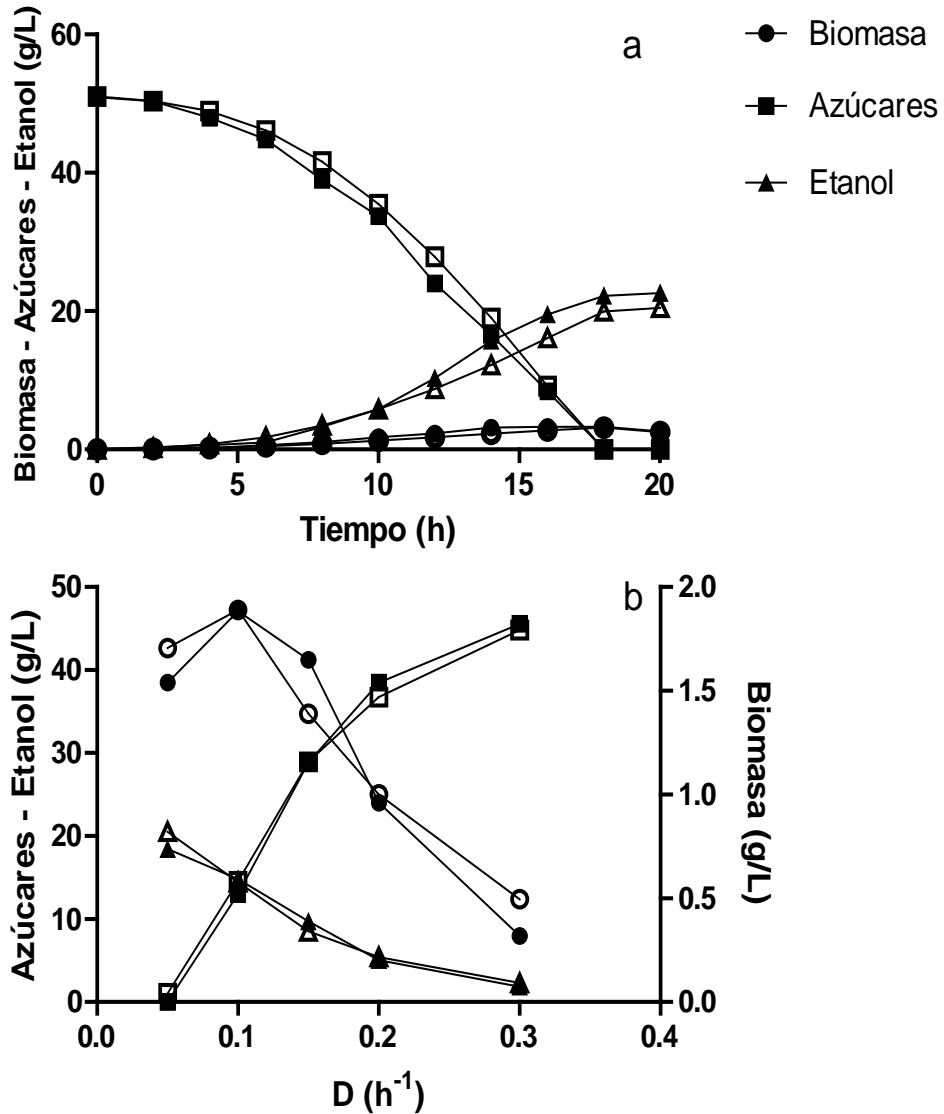 a
Biomasa - Azúcares - Etanol (g/L)
60
40
20
0
0
5
10
15
20
Tiempo (h)
Biomasa
Azúcares
Etanol
b
Azúcares - Etanol (g/L)
50
40
30
20
10
0
2.0
1.5
1.0
0.5
0.0
Biomasa (g/L)
0.0
0.1
0.2
0.3
0.4
D (h⁻¹)